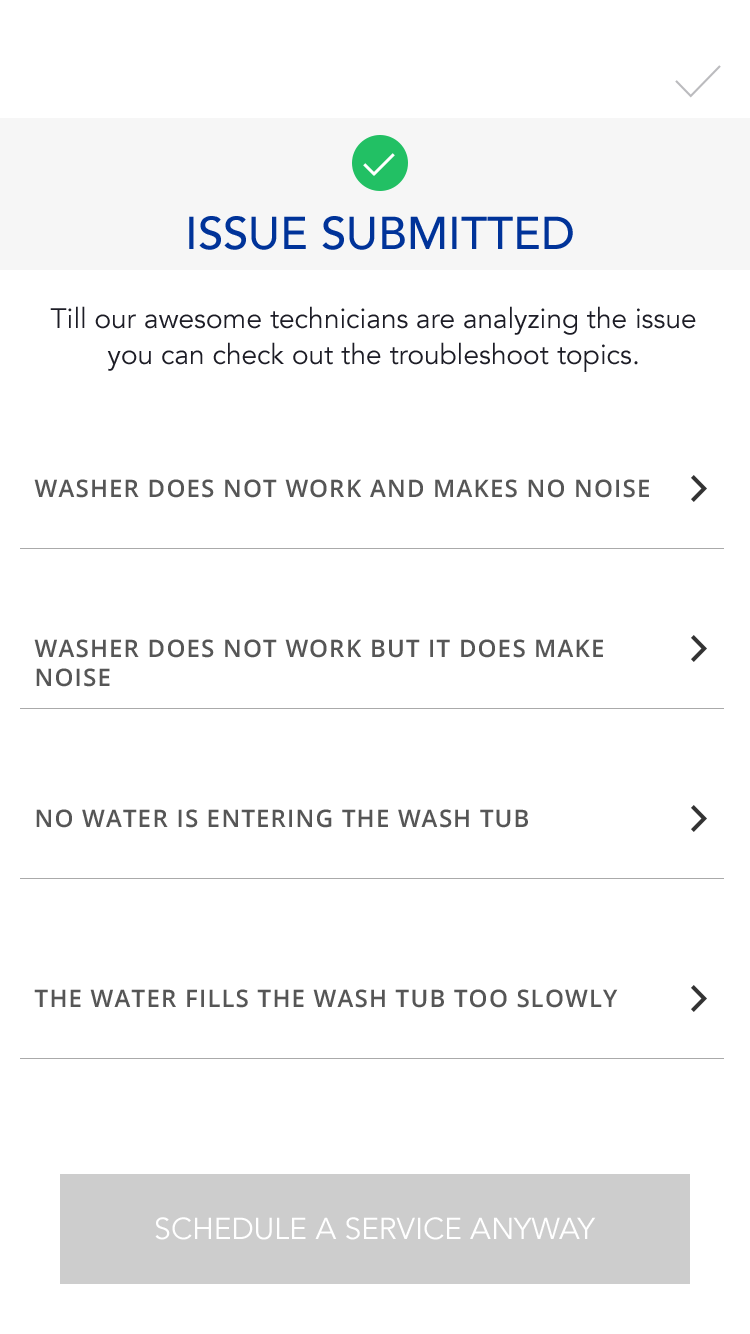 ISSUE SUBMITTED
Till our awesome technicians are analyzing the issue
you can check out the troubleshoot topics.
WASHER DOES NOT WORK AND MAKES NO NOISE
WASHER DOES NOT WORK BUT IT DOES MAKE
NOISE
NO WATER IS ENTERING THE WASH TUB
THE WATER FILLS THE WASH TUB TOO SLOWLY
SCHEDULE A SERVICE ANYWAY